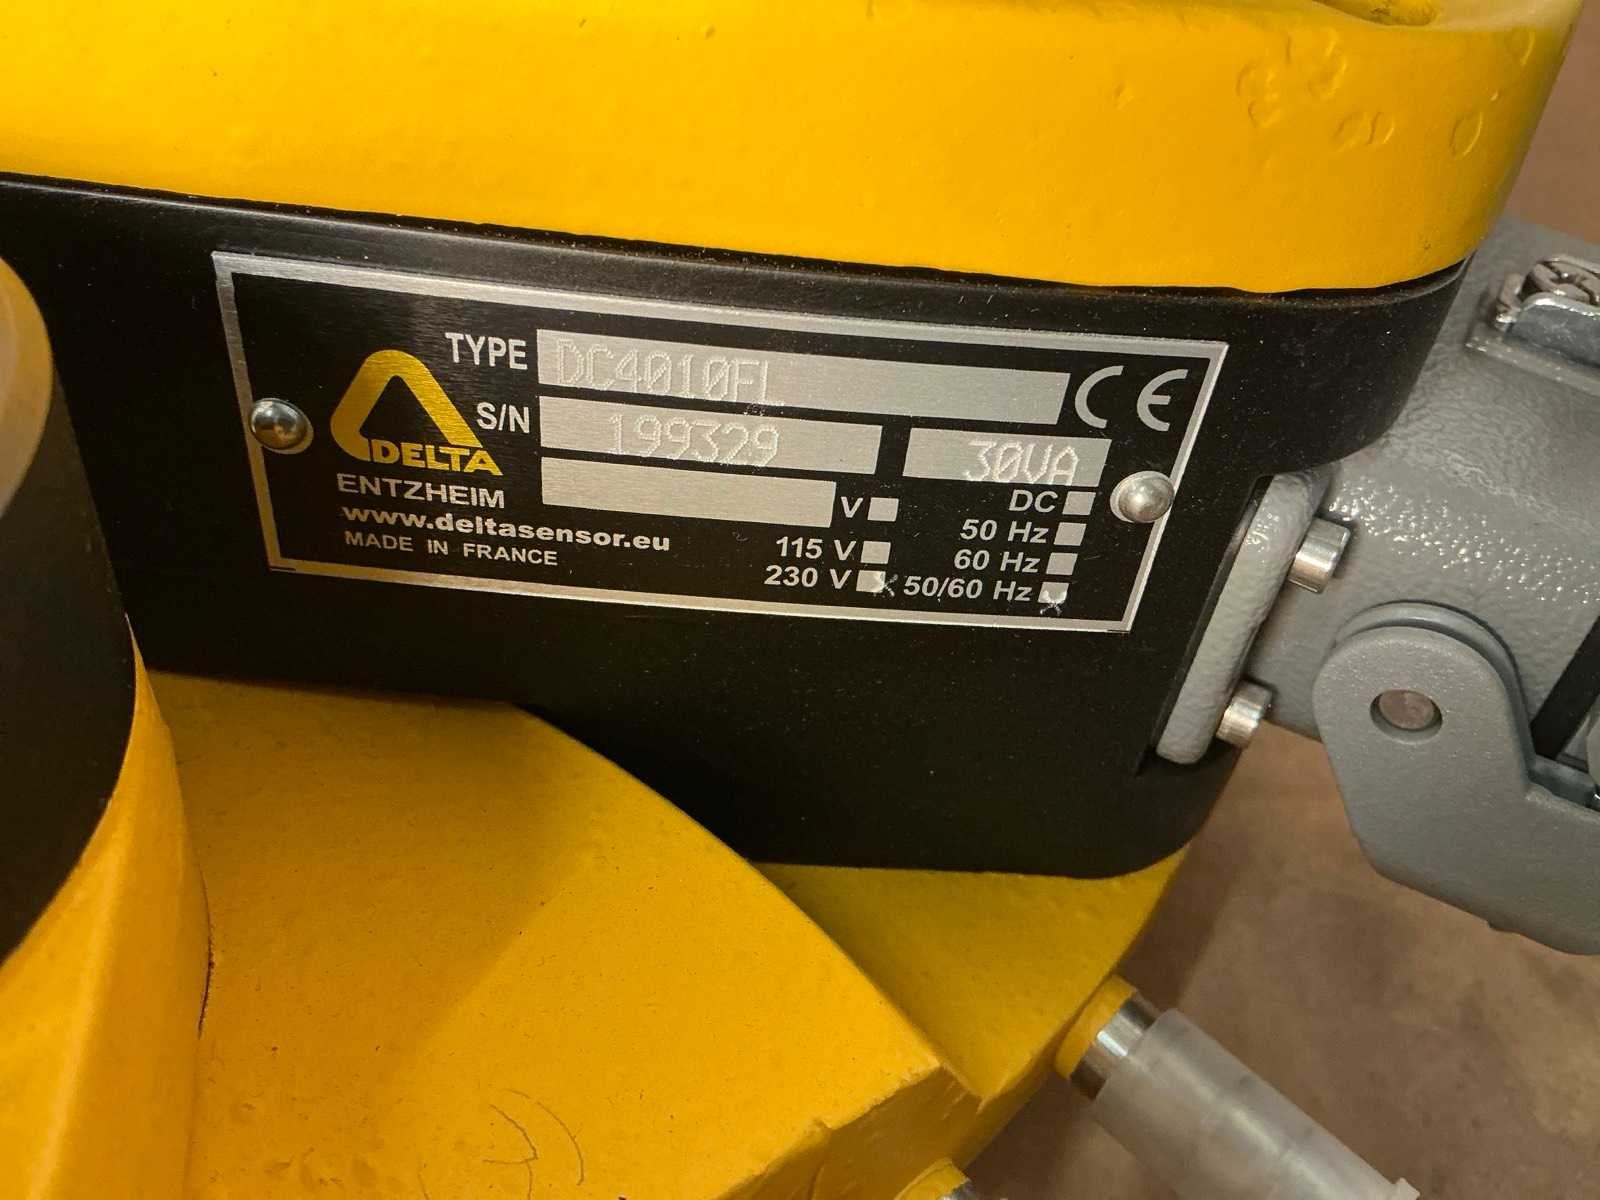 TYPE DC4010FL CE
S/N 199329 30VA
DELTA
ENTZHEIM
www.deltasensor.eu
MADE IN FRANCE
V DC
50 Hz
115 V 60 Hz
230 V X 50/60 Hz X